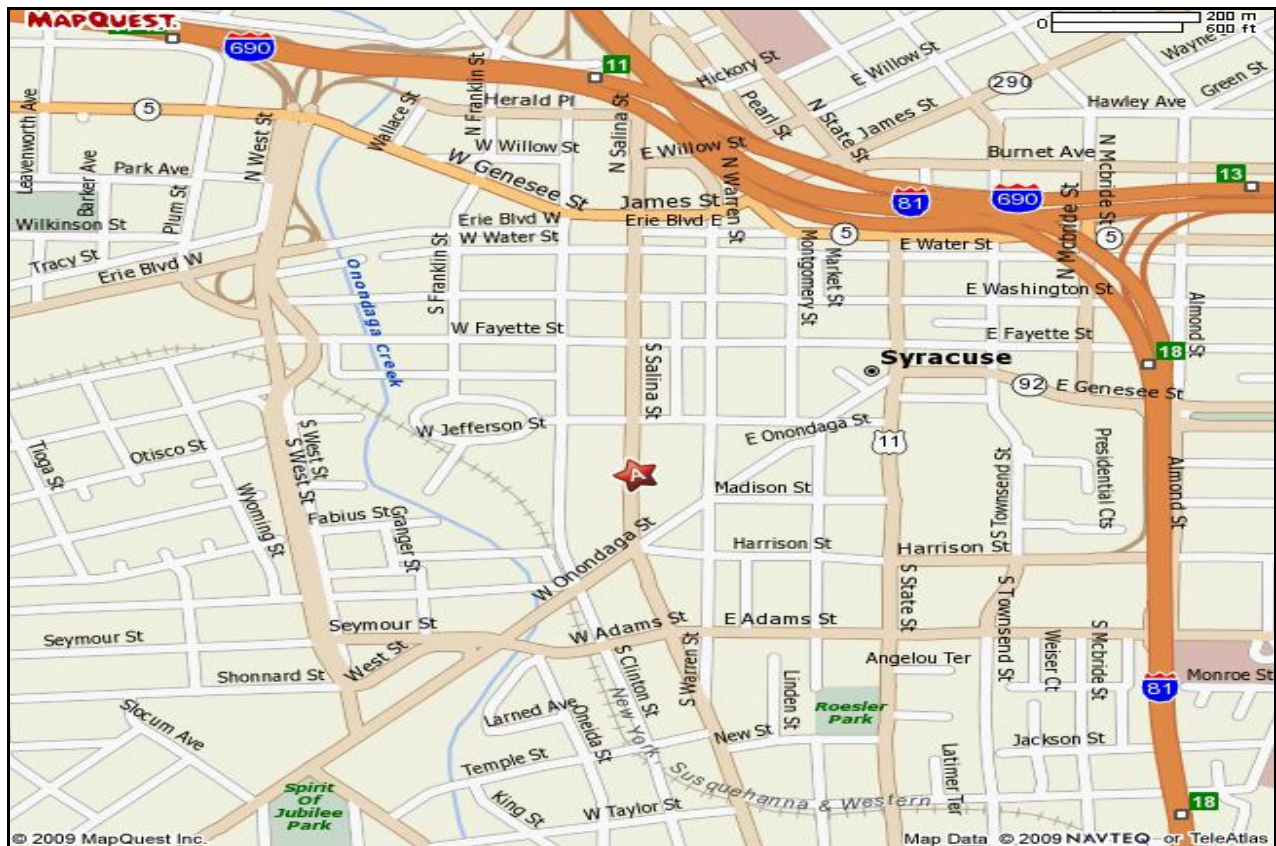 MAPQUEST.
0
200 m
600 ft
690
11
Hickory St
E Willow St
Wayne St
Green St
290
Leavenworth Ave
5
N West St
Wallace St
N Franklin St
Herald Pl
N Salina St
Pearl St
N State St
James St
Hawley Ave
Barker Ave
Park Ave
Plum St
W Willow St
E Willow St
N Warren St
Burnet Ave
N Mcbride St
13
W Genesee St
James St
81
690
N Mcbride St
Wilkinson St
Erie Blvd W
Erie Blvd E
5
5
Tracy St
Erie Blvd W
W Water St
E Water St
Montgomery St
Market St
Onondaga Creek
S Franklin St
E Washington St
Almond St
W Fayette St
E Fayette St
S Salina St
Syracuse
18
92
E Genesee St
W Jefferson St
E Onondaga St
11
Tioga St
Otisco St
S West St
S West St
Wyoming St
A
Madison St
S Townsend St
Presidential Cts
Almond St
Fabius St
Granger St
W Onondaga St
Harrison St
Harrison St
S State St
Seymour St
Seymour St
W Adams St
E Adams St
S Townsend St
Weiser Ct
S Mcbride St
Shonnard St
West St
S Clinton St
S Warren St
Linden St
Angelou Ter
81
Monroe St
Slocum Ave
Larned Ave
Oneida St
Roesler
Park
New St
Jackson St
Temple St
New York Susquehanna & Western
Latimer Ter
Spirit
Of
Jubilee
Park
King St
W Taylor St
18
© 2009 MapQuest Inc.
Map Data © 2009 NAVTEQ or TeleAtlas